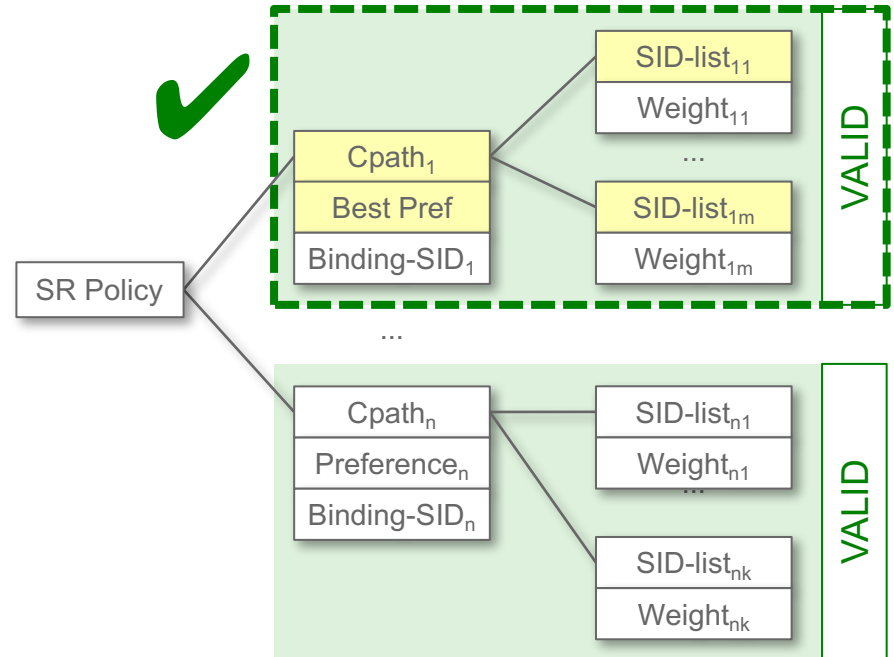 SR Policy
Cpath₁
Best Pref
Binding-SID₁
SID-list₁₁
Weight₁₁
...
SID-list₁ₘ
Weight₁ₘ
VALID
...
Cpathₙ
Preferenceₙ
Binding-SIDₙ
SID-listₙ₁
Weightₙ₁
...
SID-listₙₖ
Weightₙₖ
VALID